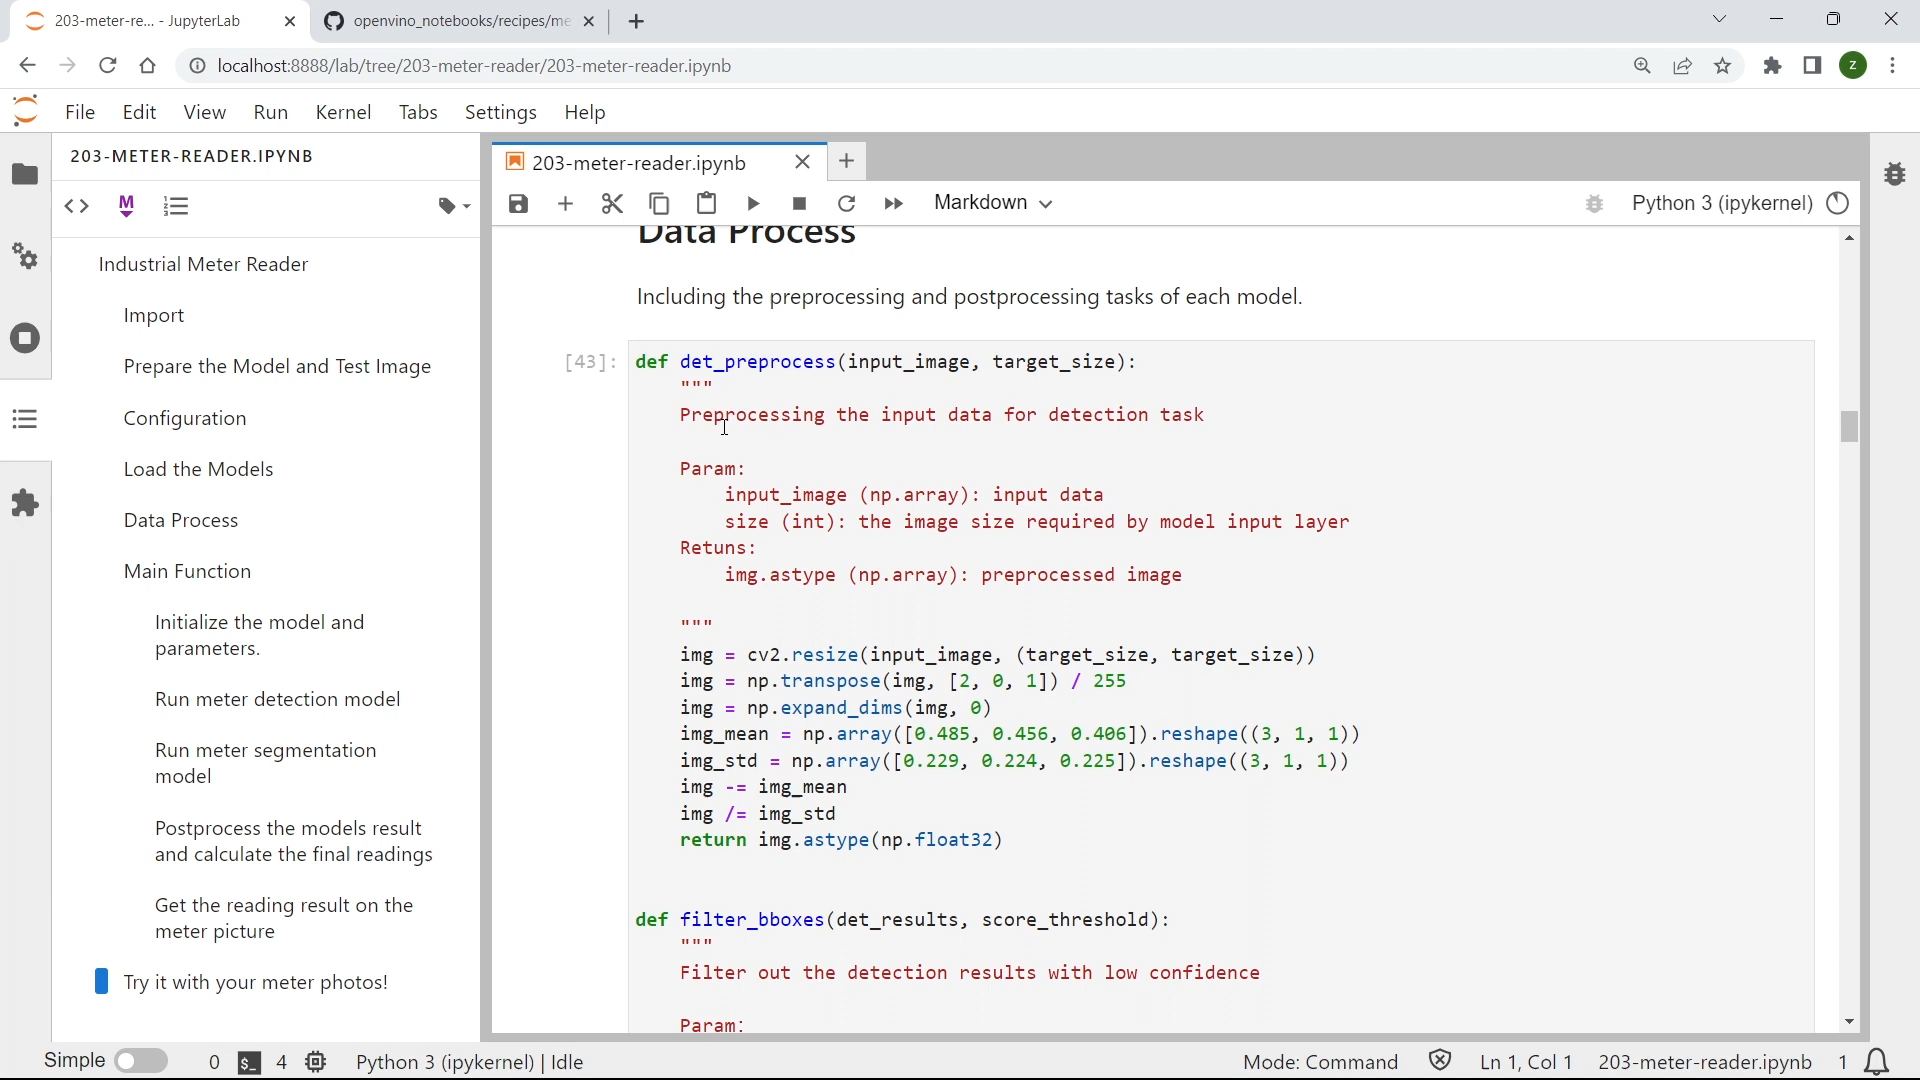 203-meter-re... - JupyterLab
openvino_notebooks/recipes/me
localhost:8888/lab/tree/203-meter-reader/203-meter-reader.ipynb
z
File Edit View Run Kernel Tabs Settings Help
203-METER-READER.IPYNB
203-meter-reader.ipynb
Markdown
Python 3 (ipykernel)
Industrial Meter Reader
Import
Prepare the Model and Test Image
Configuration
Load the Models
Data Process
Main Function
Initialize the model and
parameters.
Run meter detection model
Run meter segmentation
model
Postprocess the models result
and calculate the final readings
Get the reading result on the
meter picture
Try it with your meter photos!
Data Process
Including the preprocessing and postprocessing tasks of each model.
[43]: def det_preprocess(input_image, target_size):
"""
Preprocessing the input data for detection task
Param:
input_image (np.array): input data
size (int): the image size required by model input layer
Retuns:
img.astype (np.array): preprocessed image
"""
img = cv2.resize(input_image, (target_size, target_size))
img = np.transpose(img, [2, 0, 1]) / 255
img = np.expand_dims(img, 0)
img_mean = np.array([0.485, 0.456, 0.406]).reshape((3, 1, 1))
img_std = np.array([0.229, 0.224, 0.225]).reshape((3, 1, 1))
img -= img_mean
img /= img_std
return img.astype(np.float32)
def filter_bboxes(det_results, score_threshold):
"""
Filter out the detection results with low confidence
Param:
Simple 0 $_ 4 Python 3 (ipykernel) | Idle Mode: Command Ln 1, Col 1 203-meter-reader.ipynb 1